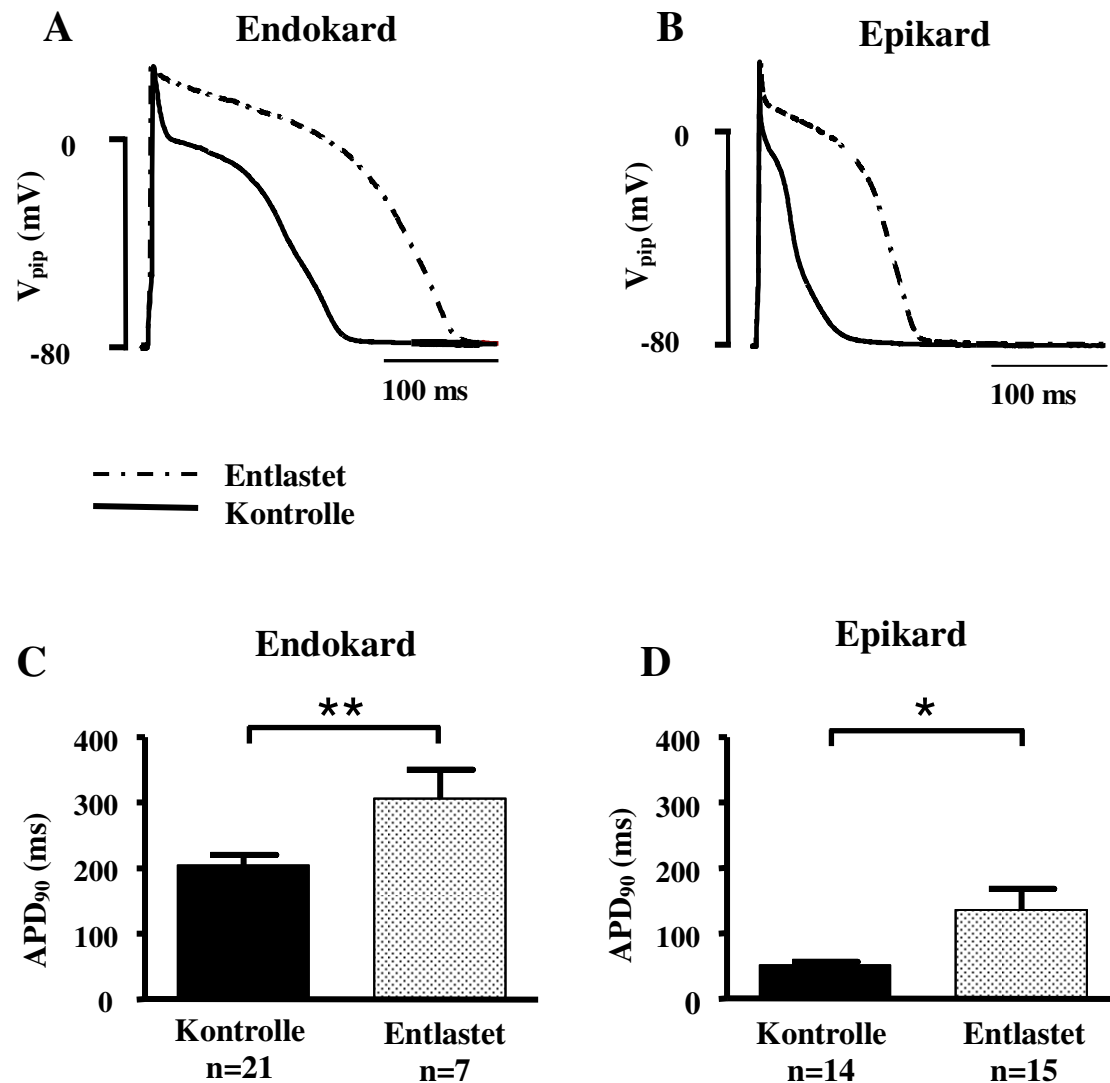 A
Endokard
0
-80
V_pip (mV)
100 ms
B
Epikard
0
-80
V_pip (mV)
100 ms
Entlastet
Kontrolle
C
Endokard
**
400
300
200
100
0
APD₉₀ (ms)
Kontrolle
n=21
Entlastet
n=7
D
Epikard
*
400
300
200
100
0
APD₉₀ (ms)
Kontrolle
n=14
Entlastet
n=15